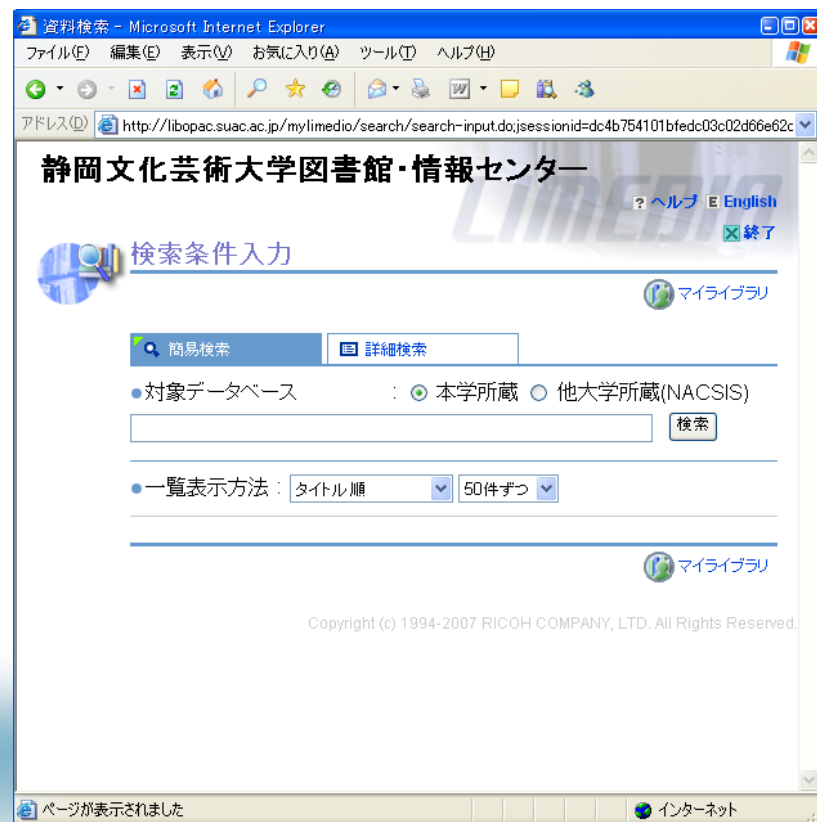 資料検索 - Microsoft Internet Explorer
ファイル(F) 編集(E) 表示(V) お気に入り(A) ツール(T) ヘルプ(H)
アドレス(D) http://libopac.suac.ac.jp/mylimedio/search/search-input.do;jsessionid=dc4b754101bfedc03c02d66e62c
静岡文化芸術大学図書館・情報センター
LIMEDIO
? ヘルプ E English
終了
検索条件入力
マイライブラリ
簡易検索 詳細検索
●対象データベース : 本学所蔵 他大学所蔵(NACSIS)
検索
●一覧表示方法 : タイトル順 50件ずつ
マイライブラリ
Copyright (c) 1994-2007 RICOH COMPANY, LTD. All Rights Reserved.
ページが表示されました インターネット